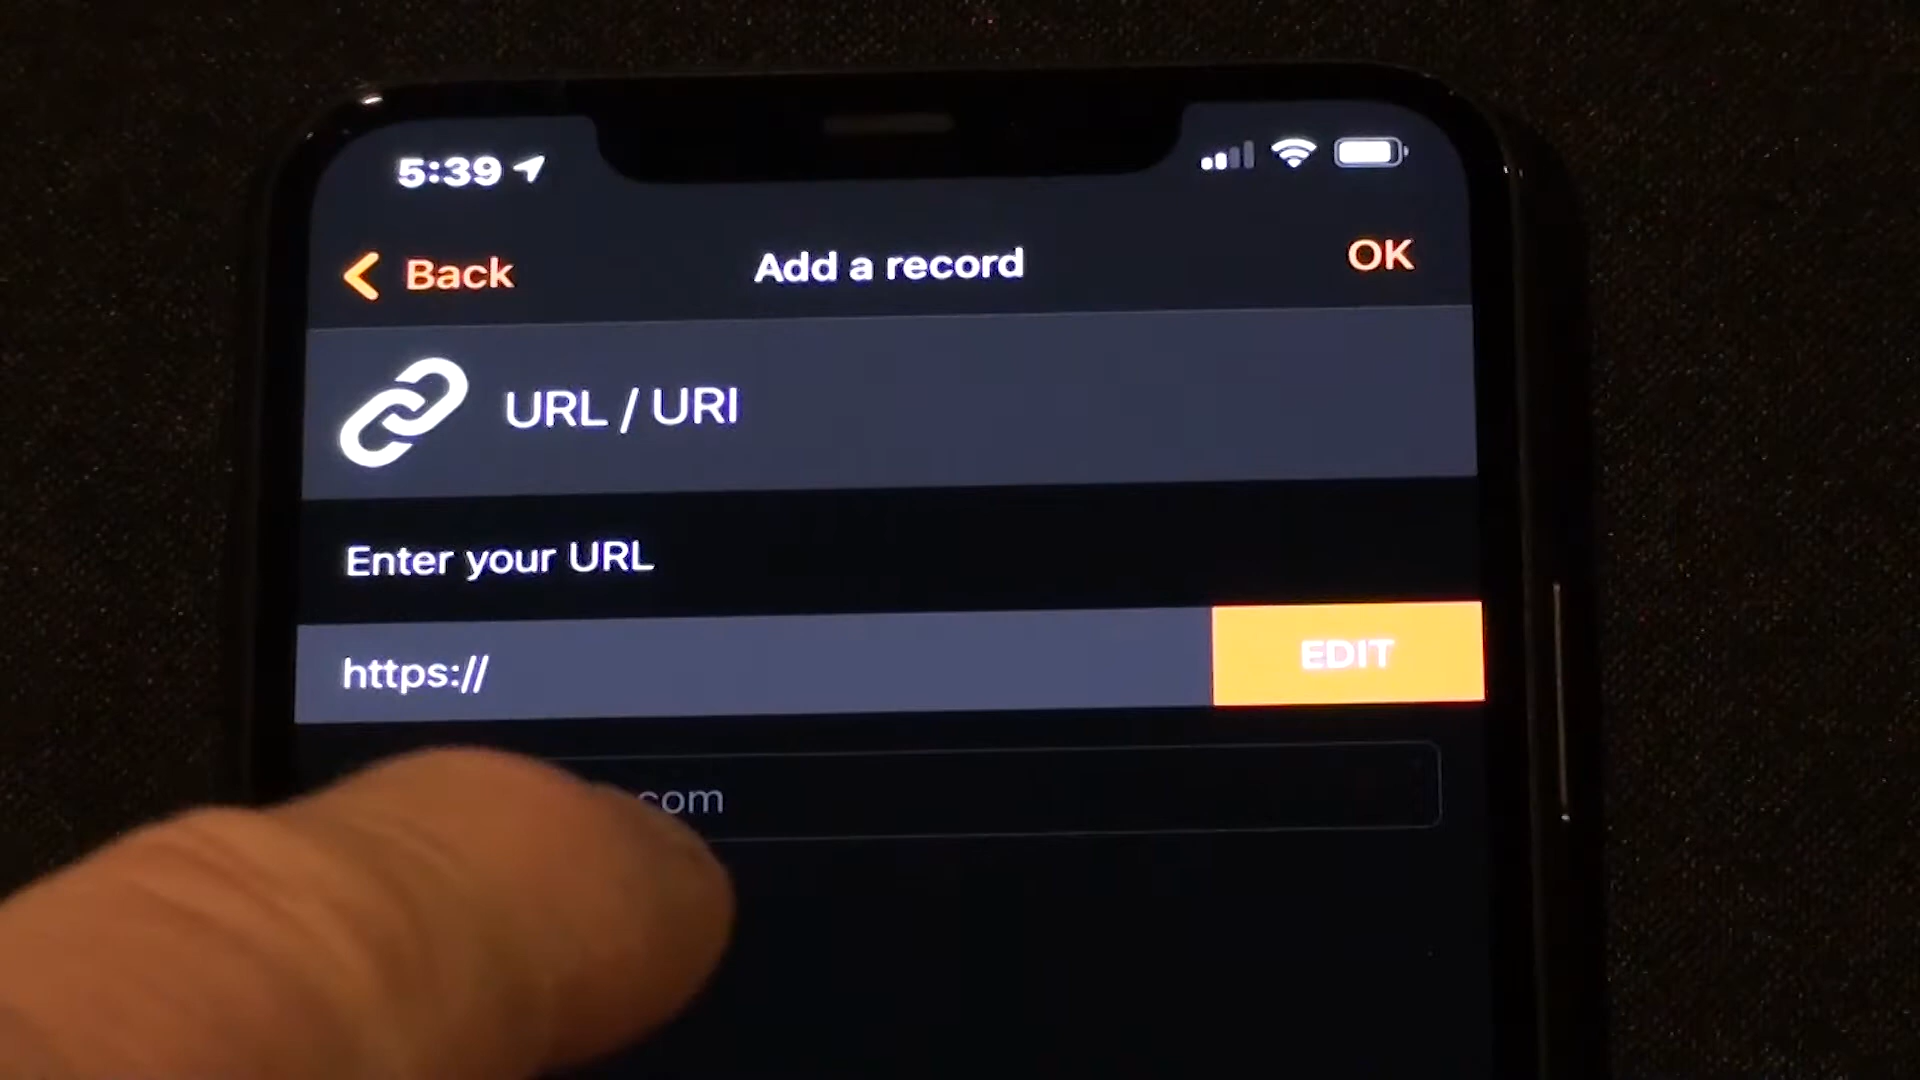 5:39
Back
Add a record
OK
URL / URI
Enter your URL
https://
EDIT
.com